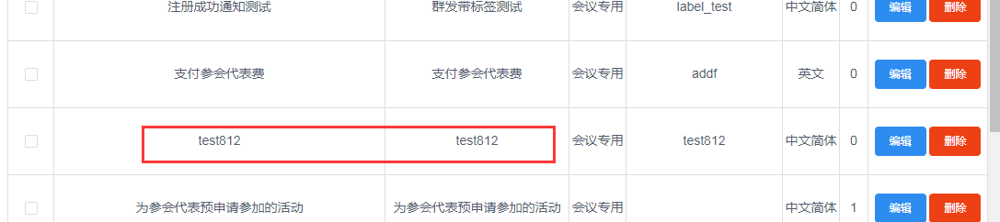 注册成功通知测试 群发带标签测试 会议专用 label_test 中文简体 0 编辑 删除
支付参会代表费 支付参会代表费 会议专用 addf 英文 0 编辑 删除
test812 test812 会议专用 test812 中文简体 0 编辑 删除
为参会代表预申请参加的活动 为参会代表预申请参加的活动 会议专用 中文简体 1 编辑 删除